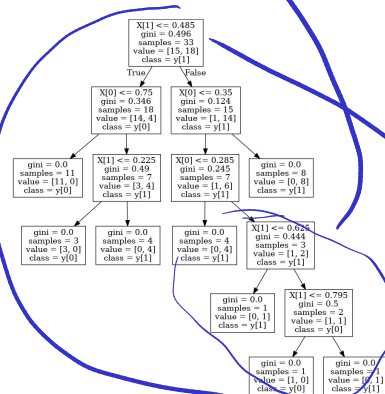 X[1] <= 0.485
gini = 0.496
samples = 33
value = [15, 18]
class = y[1]
True
False
X[0] <= 0.75
gini = 0.346
samples = 18
value = [14, 4]
class = y[0]
X[0] <= 0.35
gini = 0.124
samples = 15
value = [1, 14]
class = y[1]
gini = 0.0
samples = 11
value = [11, 0]
class = y[0]
X[1] <= 0.225
gini = 0.49
samples = 7
value = [3, 4]
class = y[1]
X[0] <= 0.285
gini = 0.245
samples = 7
value = [1, 6]
class = y[1]
gini = 0.0
samples = 8
value = [0, 8]
class = y[1]
gini = 0.0
samples = 3
value = [3, 0]
class = y[0]
gini = 0.0
samples = 4
value = [0, 4]
class = y[1]
gini = 0.0
samples = 4
value = [0, 4]
class = y[1]
X[1] <= 0.625
gini = 0.444
samples = 3
value = [1, 2]
class = y[1]
gini = 0.0
samples = 1
value = [0, 1]
class = y[1]
X[1] <= 0.795
gini = 0.5
samples = 2
value = [1, 1]
class = y[0]
gini = 0.0
samples = 1
value = [1, 0]
class = y[0]
gini = 0.0
samples = 1
value = [0, 1]
class = y[1]